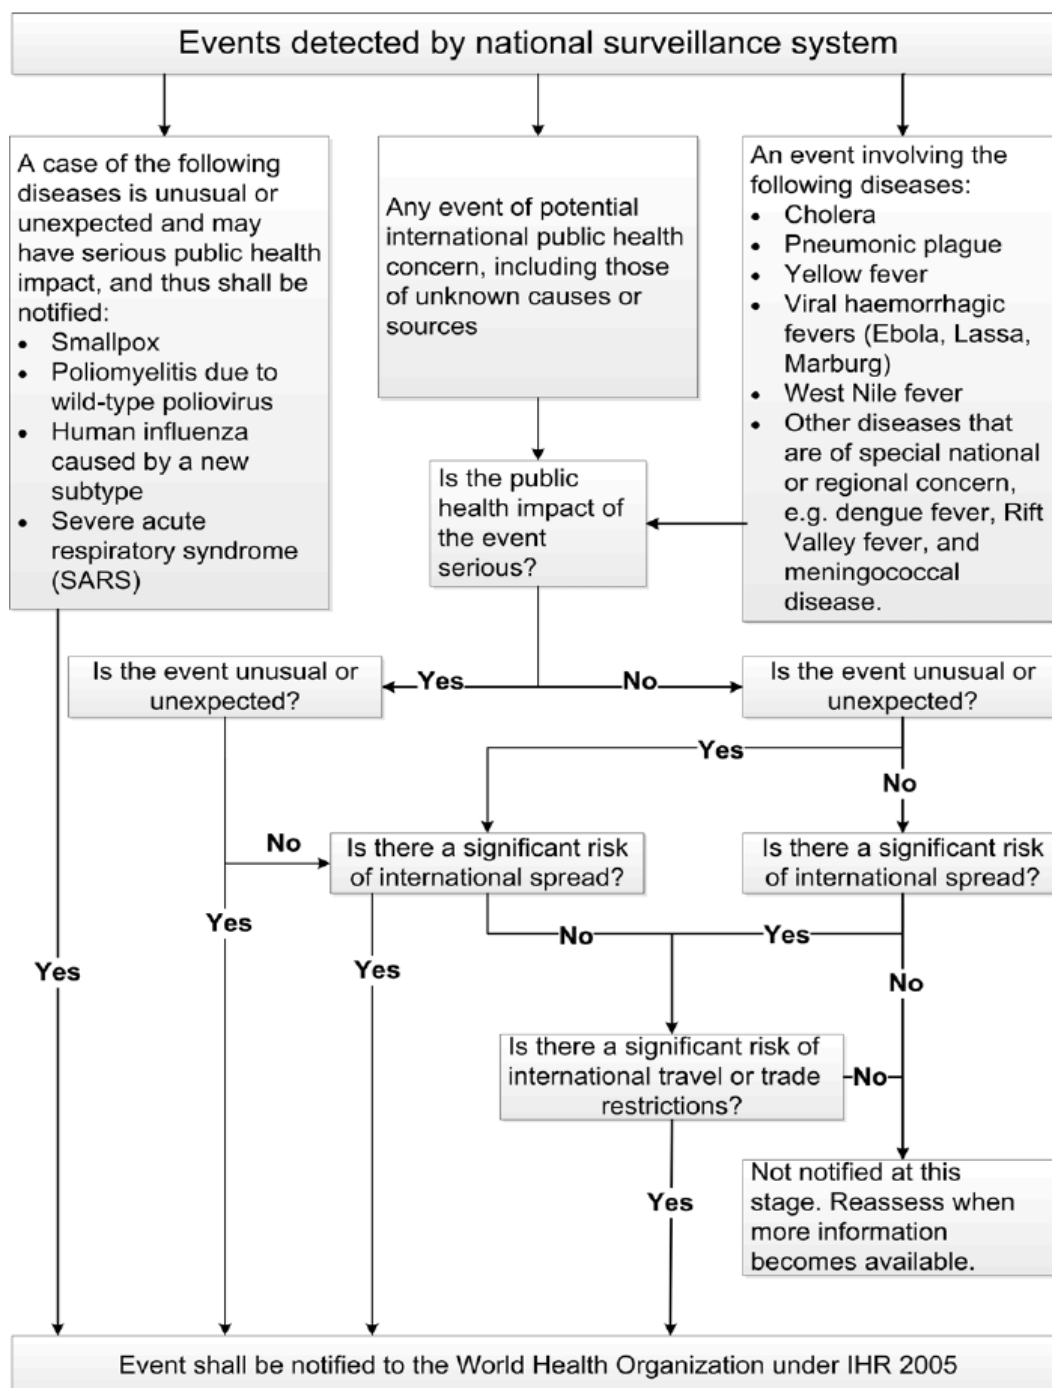 Events detected by national surveillance system
A case of the following
diseases is unusual or
unexpected and may
have serious public health
impact, and thus shall be
notified:
• Smallpox
• Poliomyelitis due to
wild-type poliovirus
• Human influenza
caused by a new
subtype
• Severe acute
respiratory syndrome
(SARS)
Any event of potential
international public health
concern, including those
of unknown causes or
sources
An event involving the
following diseases:
• Cholera
• Pneumonic plague
• Yellow fever
• Viral haemorrhagic
fevers (Ebola, Lassa,
Marburg)
• West Nile fever
• Other diseases that
are of special national
or regional concern,
e.g. dengue fever, Rift
Valley fever, and
meningococcal
disease.
Is the public
health impact of
the event
serious?
Is the event unusual or
unexpected?
Yes
No
Is the event unusual or
unexpected?
Yes
No
No
Is there a significant risk
of international spread?
Is there a significant risk
of international spread?
Yes
No
Yes
Yes
Yes
No
Is there a significant risk of
international travel or trade
restrictions?
No
Yes
Not notified at this
stage. Reassess when
more information
becomes available.
Event shall be notified to the World Health Organization under IHR 2005